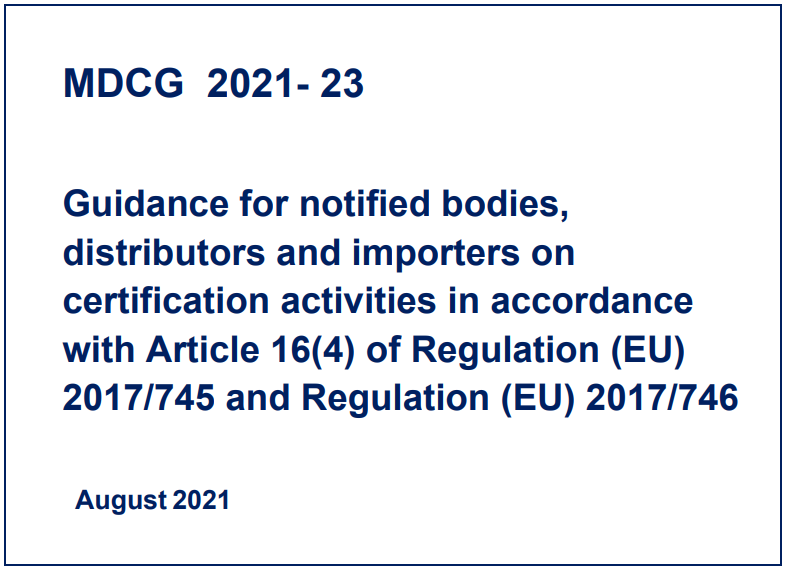 MDCG 2021- 23
Guidance for notified bodies,
distributors and importers on
certification activities in accordance
with Article 16(4) of Regulation (EU)
2017/745 and Regulation (EU) 2017/746
August 2021